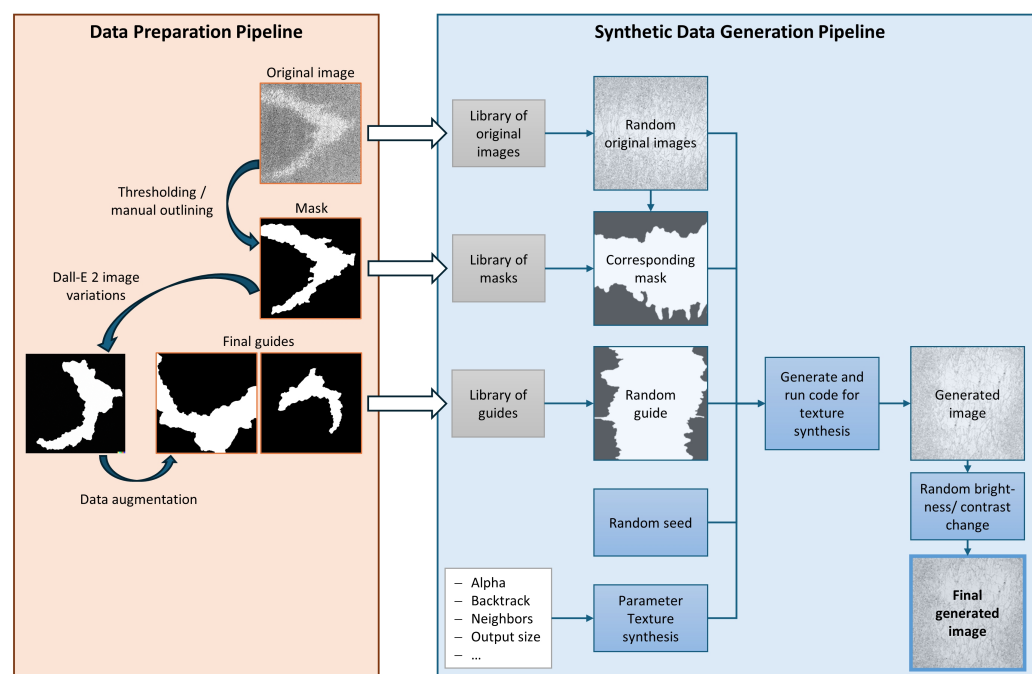 Data Preparation Pipeline
Original image
Thresholding /
manual outlining
Mask
Dall-E 2 image
variations
Final guides
Data augmentation
Synthetic Data Generation Pipeline
Library of
original
images
Random
original images
Library of
masks
Corresponding
mask
Library of
guides
Random
guide
Generate and
run code for
texture
synthesis
Generated
image
Random bright-
ness/ contrast
change
Random seed
– Alpha
– Backtrack
– Neighbors
– Output size
– ...
Parameter
Texture
synthesis
Final
generated
image